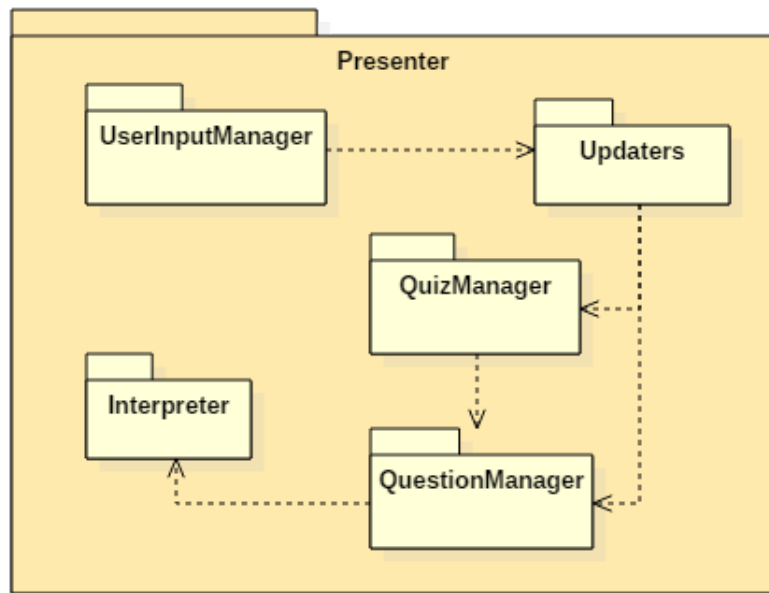 Presenter
UserInputManager
Updaters
QuizManager
Interpreter
QuestionManager